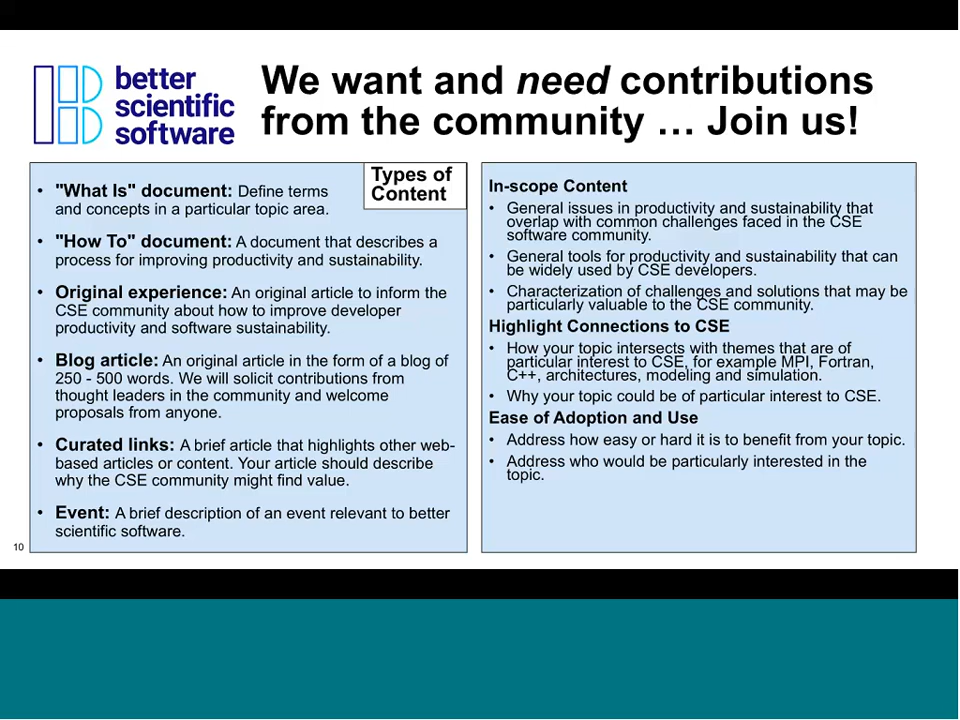 better
scientific
software
We want and need contributions
from the community … Join us!
Types of
Content
• "What Is" document: Define terms
and concepts in a particular topic area.
• "How To" document: A document that describes a
process for improving productivity and sustainability.
• Original experience: An original article to inform the
CSE community about how to improve developer
productivity and software sustainability.
• Blog article: An original article in the form of a blog of
250 - 500 words. We will solicit contributions from
thought leaders in the community and welcome
proposals from anyone.
• Curated links: A brief article that highlights other web-
based articles or content. Your article should describe
why the CSE community might find value.
• Event: A brief description of an event relevant to better
scientific software.
In-scope Content
• General issues in productivity and sustainability that
overlap with common challenges faced in the CSE
software community.
• General tools for productivity and sustainability that can
be widely used by CSE developers.
• Characterization of challenges and solutions that may be
particularly valuable to the CSE community.
Highlight Connections to CSE
• How your topic intersects with themes that are of
particular interest to CSE, for example MPI, Fortran,
C++, architectures, modeling and simulation.
• Why your topic could be of particular interest to CSE.
Ease of Adoption and Use
• Address how easy or hard it is to benefit from your topic.
• Address who would be particularly interested in the
topic.
10